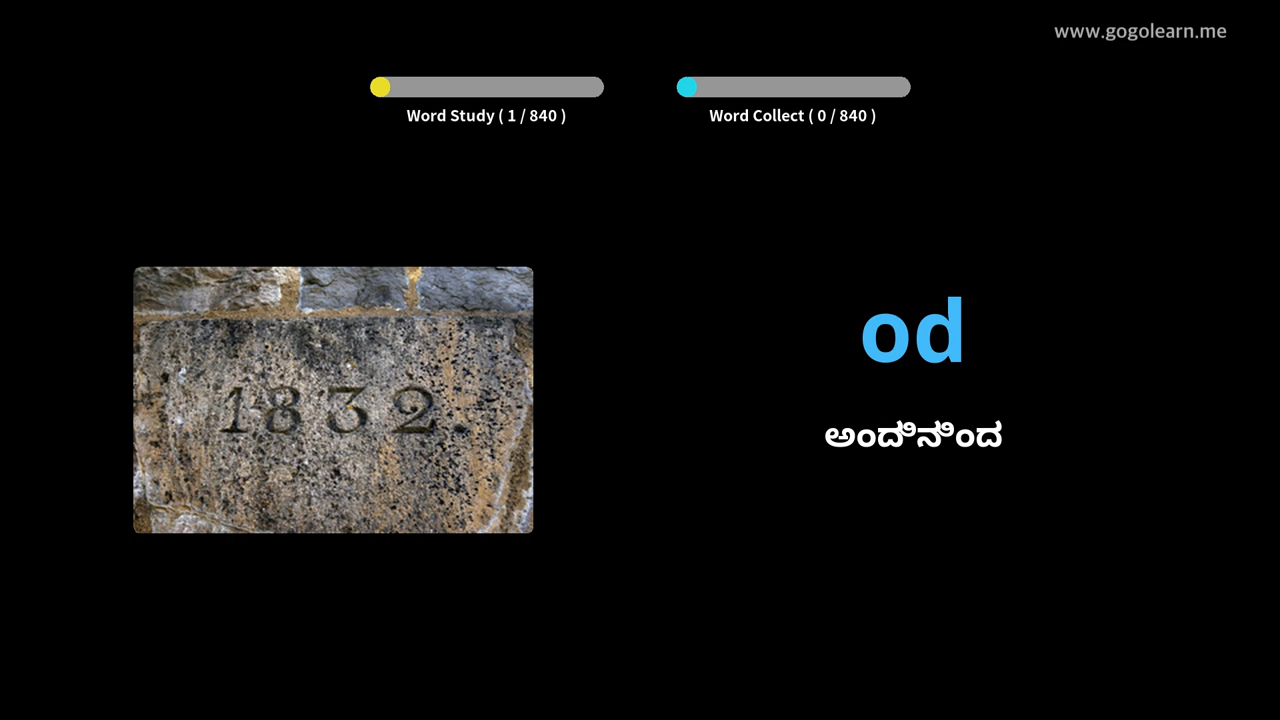 www.gogolearn.me
Word Study ( 1 / 840 )
Word Collect ( 0 / 840 )
1832.
od
ಅಂದಿನಿಂದ